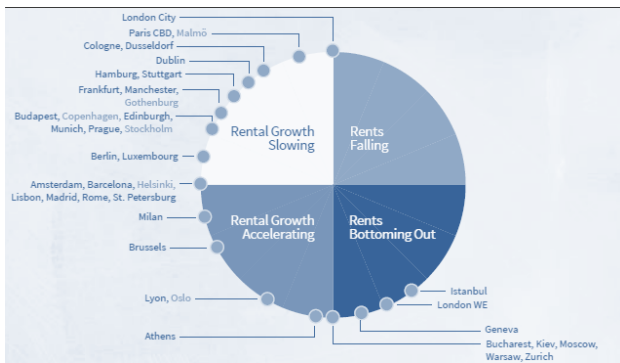 London City
Paris CBD, Malmö
Cologne, Dusseldorf
Dublin
Hamburg, Stuttgart
Frankfurt, Manchester,
Gothenburg
Budapest, Copenhagen, Edinburgh,
Munich, Prague, Stockholm
Berlin, Luxembourg
Amsterdam, Barcelona, Helsinki,
Lisbon, Madrid, Rome, St. Petersburg
Milan
Brussels
Lyon, Oslo
Athens
Rental Growth
Slowing
Rents
Falling
Rental Growth
Accelerating
Rents
Bottoming Out
Istanbul
London WE
Geneva
Bucharest, Kiev, Moscow,
Warsaw, Zurich